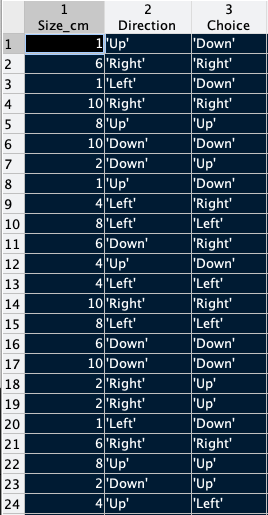 1 2 3
Size_cm Direction Choice
1 1 'Up' 'Down'
2 6 'Right' 'Right'
3 1 'Left' 'Down'
4 10 'Right' 'Right'
5 8 'Up' 'Up'
6 10 'Down' 'Down'
7 2 'Down' 'Up'
8 1 'Up' 'Down'
9 4 'Left' 'Right'
10 8 'Left' 'Left'
11 6 'Down' 'Right'
12 4 'Up' 'Down'
13 4 'Left' 'Left'
14 10 'Right' 'Right'
15 8 'Left' 'Left'
16 6 'Down' 'Down'
17 10 'Down' 'Down'
18 2 'Right' 'Up'
19 2 'Right' 'Up'
20 1 'Left' 'Down'
21 6 'Right' 'Right'
22 8 'Up' 'Up'
23 2 'Down' 'Up'
24 4 'Up' 'Left'